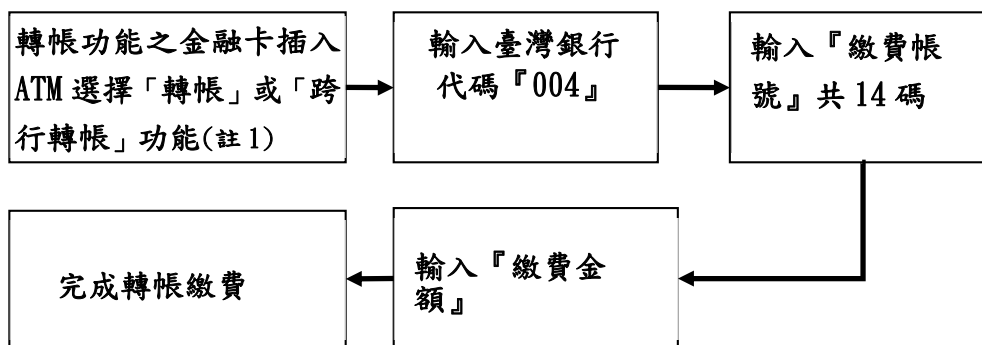 轉帳功能之金融卡插入
ATM 選擇「轉帳」或「跨
行轉帳」功能(註 1)
輸入臺灣銀行
代碼『004』
輸入『繳費帳
號』共 14 碼
輸入『繳費金
額』
完成轉帳繳費